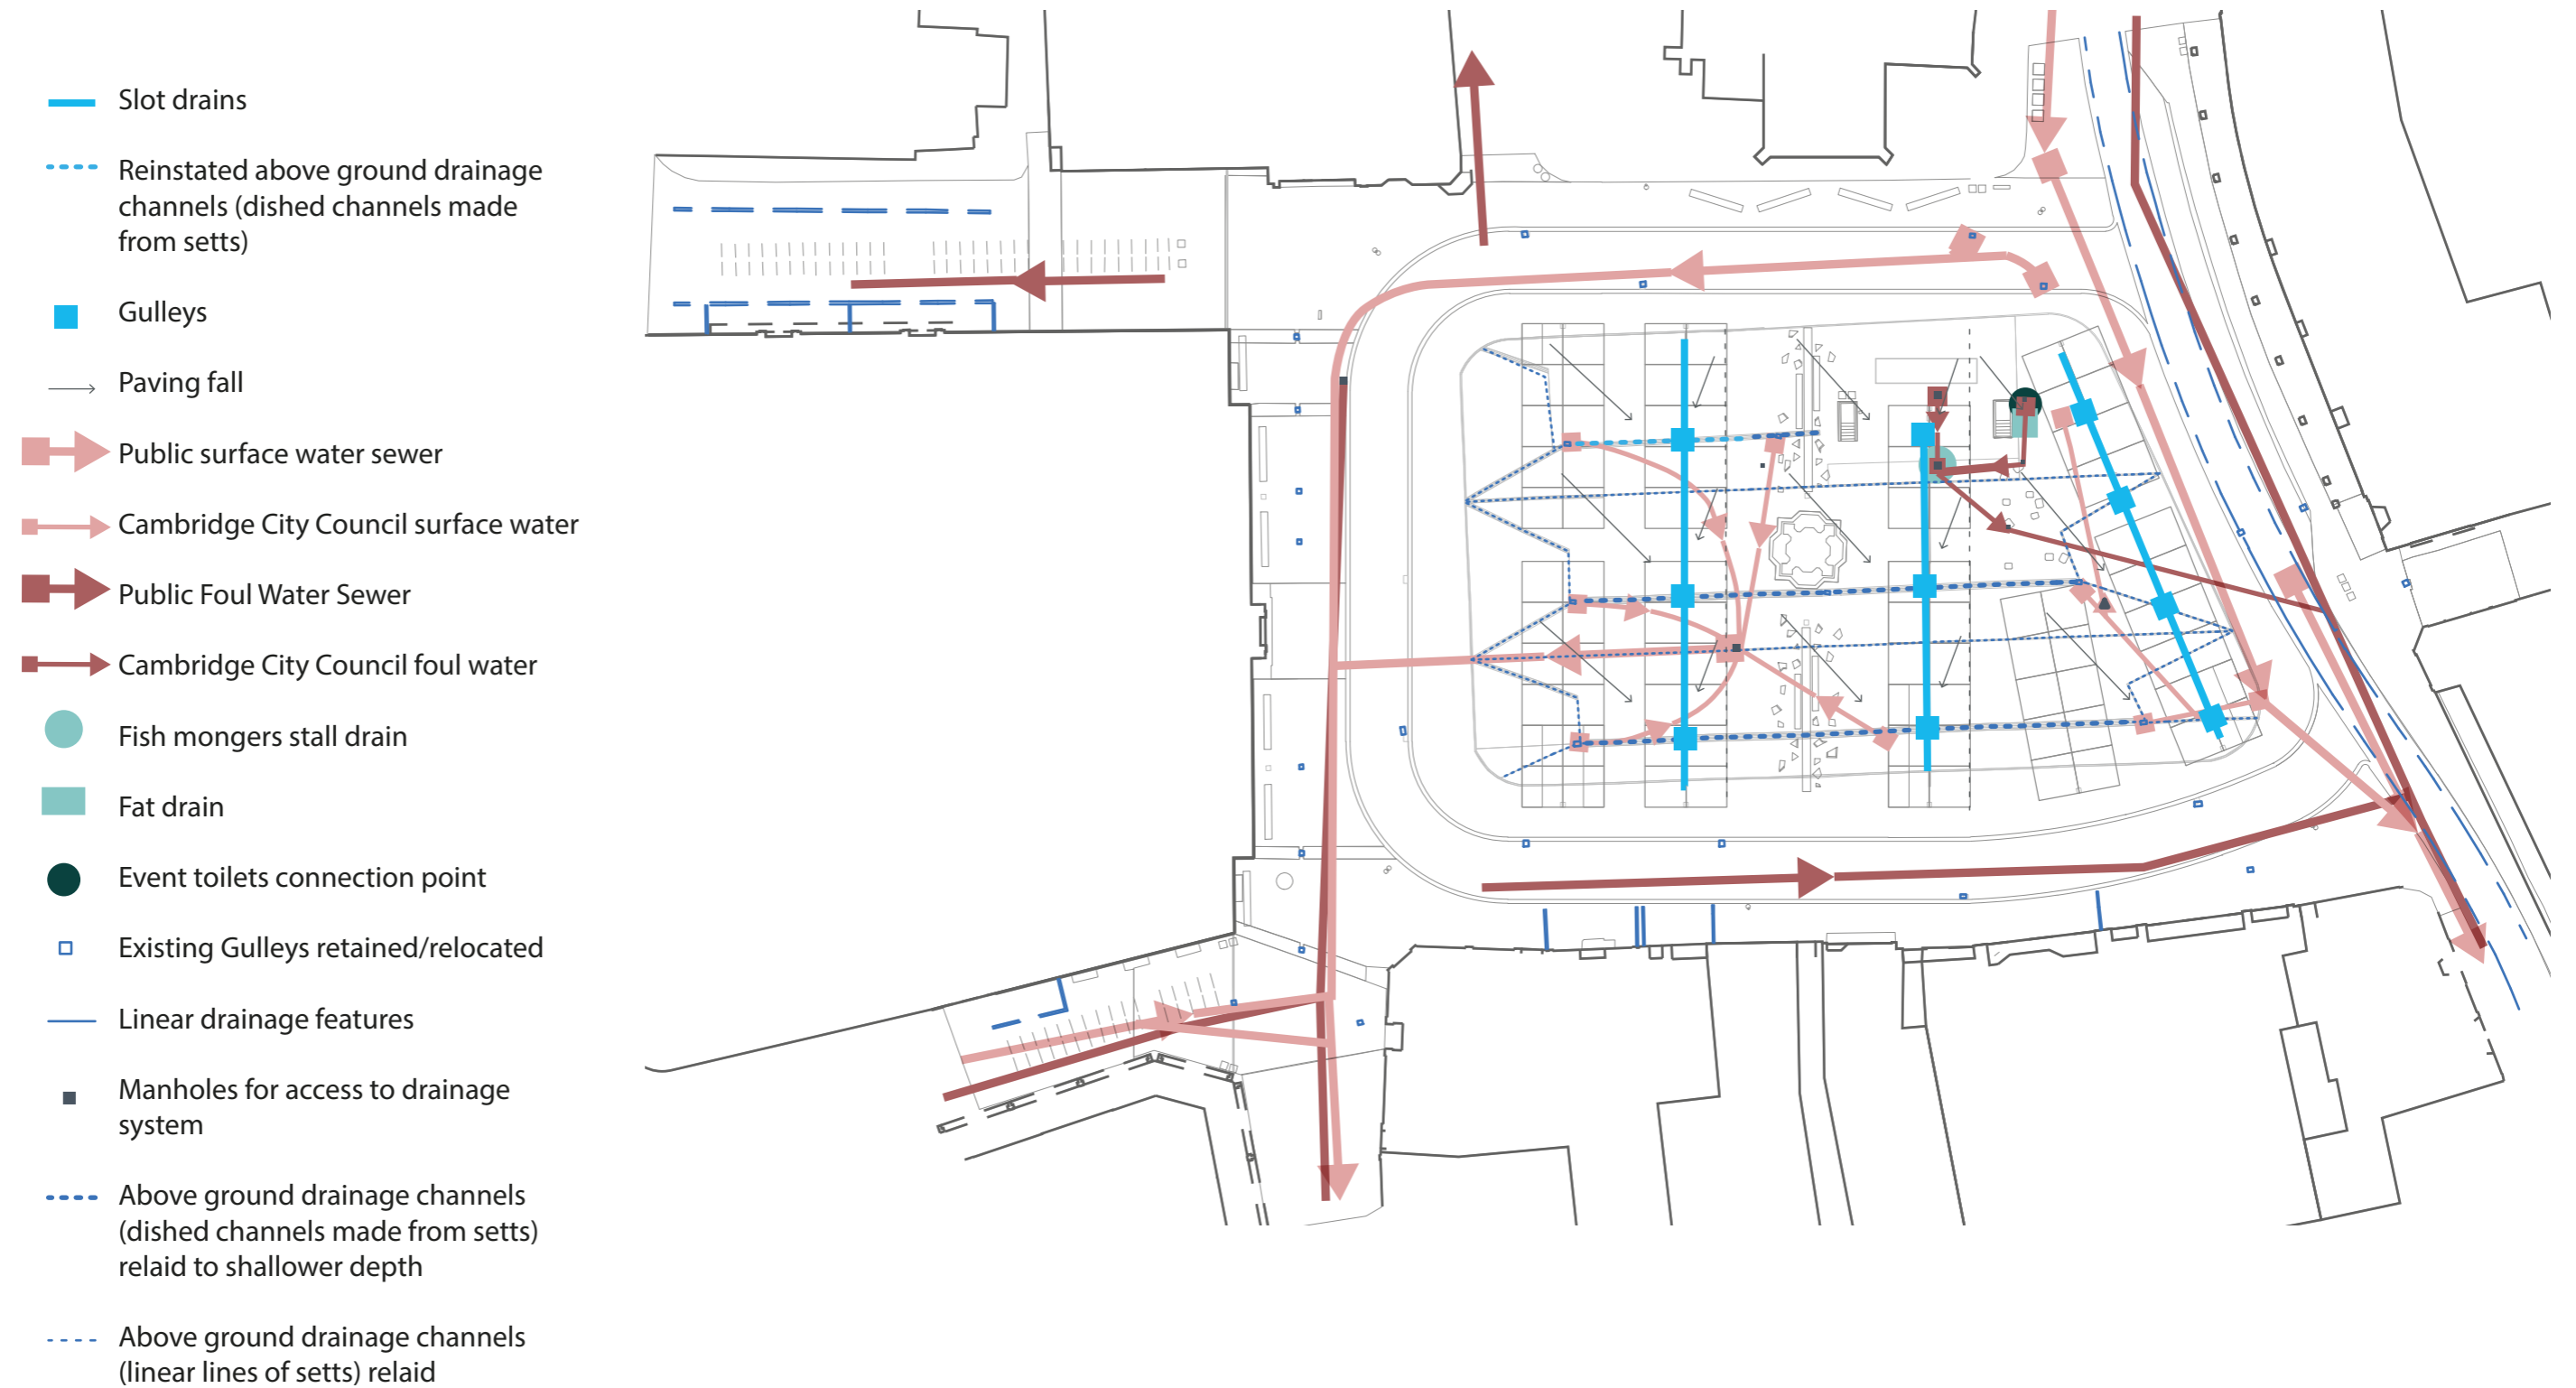 Slot drains
Reinstated above ground drainage
channels (dished channels made
from setts)
Gulleys
Paving fall
Public surface water sewer
Cambridge City Council surface water
Public Foul Water Sewer
Cambridge City Council foul water
Fish mongers stall drain
Fat drain
Event toilets connection point
Existing Gulleys retained/relocated
Linear drainage features
Manholes for access to drainage
system
Above ground drainage channels
(dished channels made from setts)
relaid to shallower depth
Above ground drainage channels
(linear lines of setts) relaid